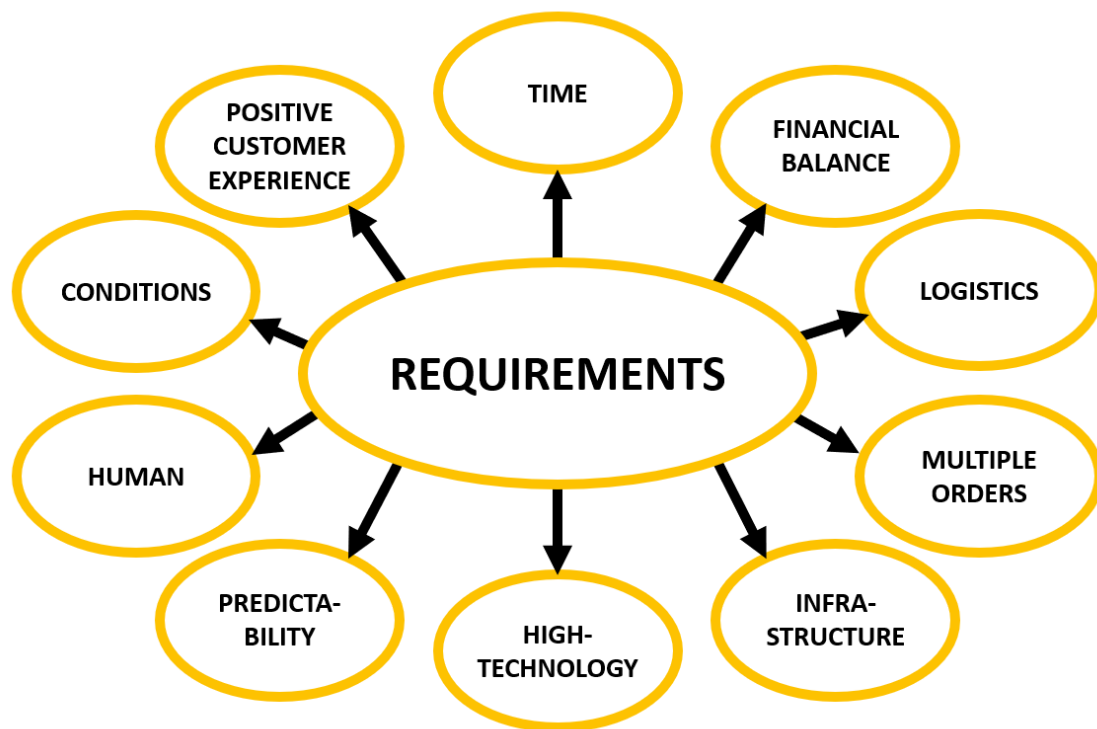 TIME
POSITIVE
CUSTOMER
EXPERIENCE
FINANCIAL
BALANCE
CONDITIONS
LOGISTICS
REQUIREMENTS
HUMAN
MULTIPLE
ORDERS
PREDICTA-
BILITY
HIGH-
TECHNOLOGY
INFRA-
STRUCTURE